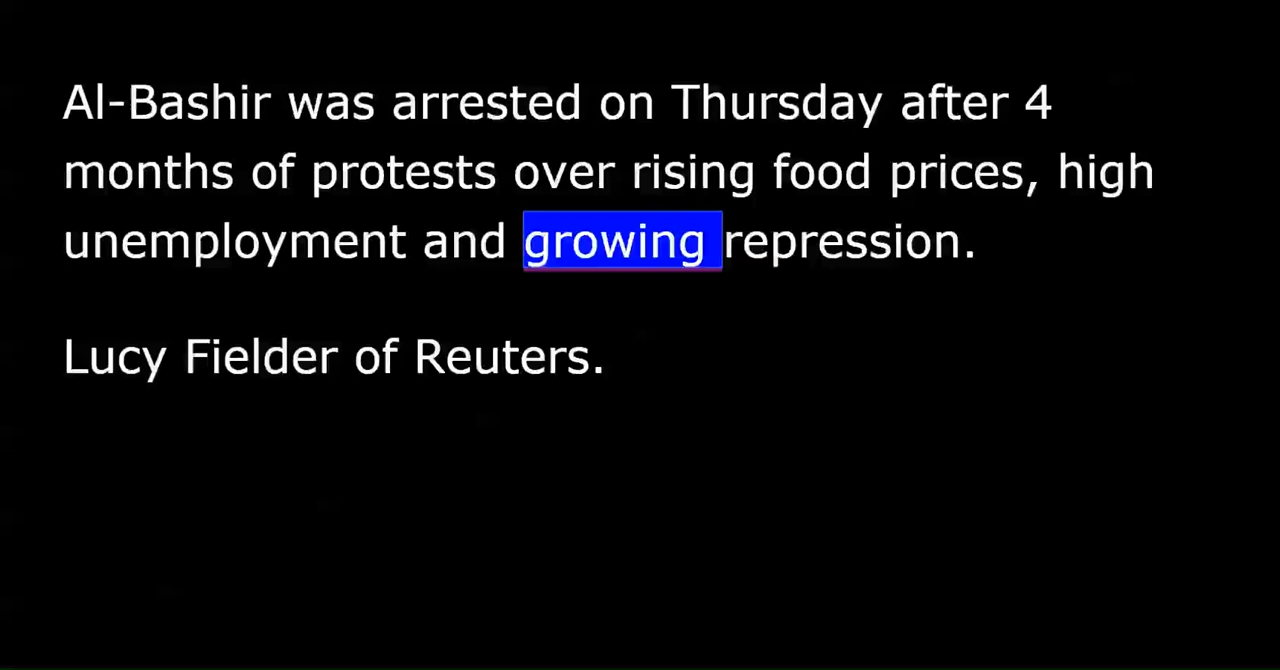 Al-Bashir was arrested on Thursday after 4
months of protests over rising food prices, high
unemployment and growing repression.
Lucy Fielder of Reuters.